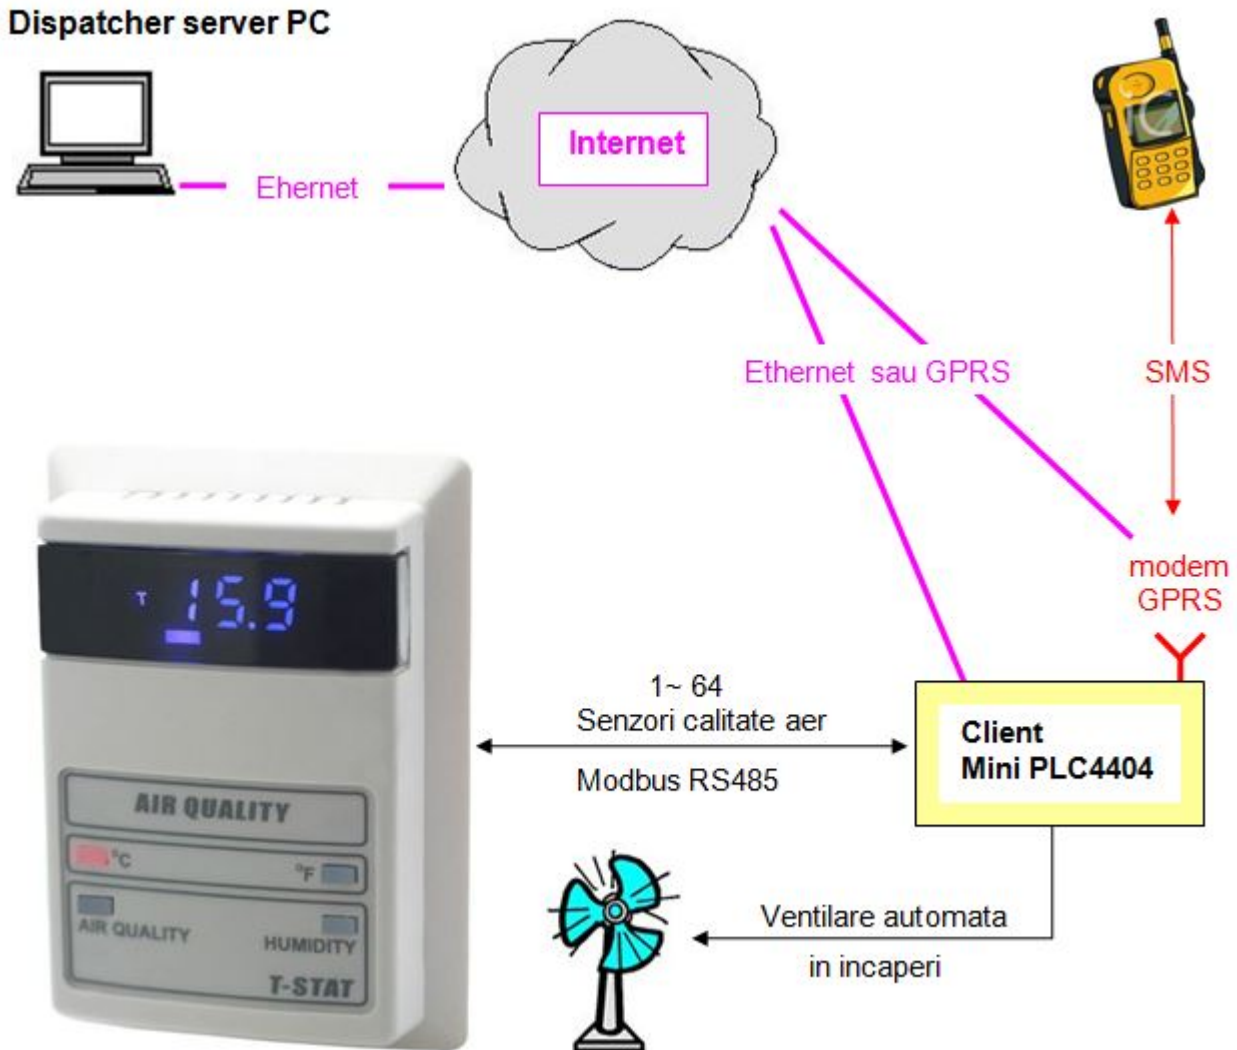 Dispatcher server PC
Internet
Ehernet
Ethernet sau GPRS
SMS
modem
GPRS
T 15.9
1~ 64
Senzori calitate aer
Modbus RS485
Client
Mini PLC4404
AIR QUALITY
°C
°F
AIR QUALITY
HUMIDITY
T-STAT
Ventilare automata
in incaperi